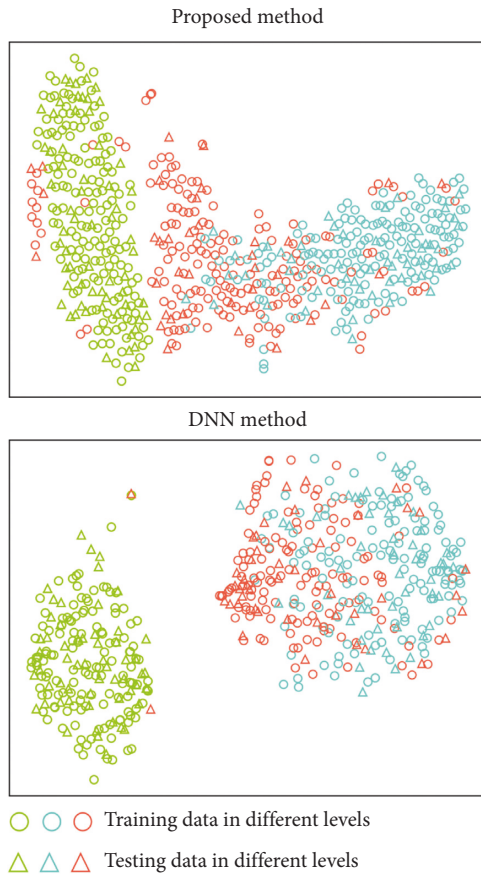 Proposed method
DNN method
Training data in different levels
Testing data in different levels